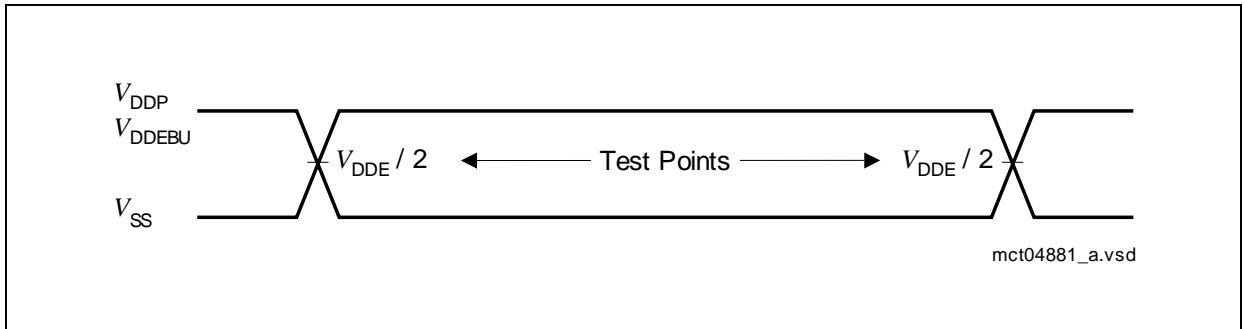 VDDP
VDDEBU
VDDE / 2 Test Points VDDE / 2
VSS
mct04881_a.vsd